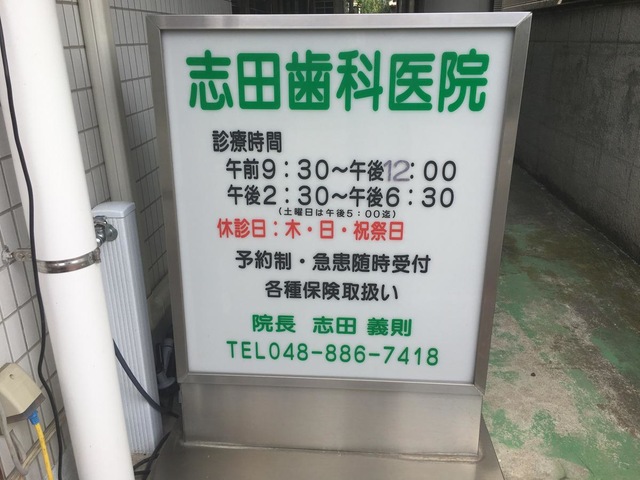 志田歯科医院
診療時間
午前9:30〜午後12:00
午後2:30〜午後6:30
(土曜日は午後5:00迄)
休診日:木・日・祝祭日
予約制・急患随時受付
各種保険取扱い
院長 志田 義則
TEL048-886-7418